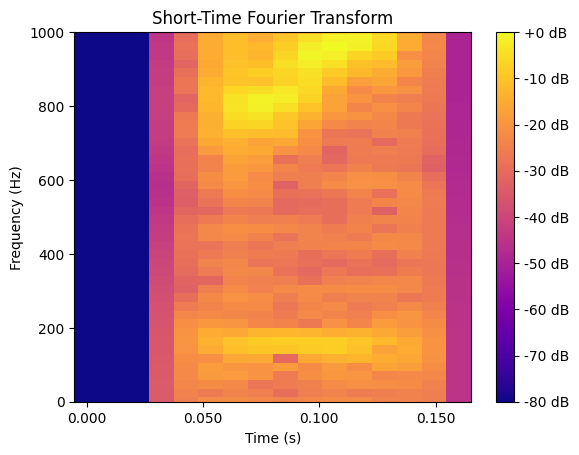 Short-Time Fourier Transform
1000
800
600
400
200
0
Frequency (Hz)
0.000
0.050
0.100
0.150
Time (s)
+0 dB
-10 dB
-20 dB
-30 dB
-40 dB
-50 dB
-60 dB
-70 dB
-80 dB